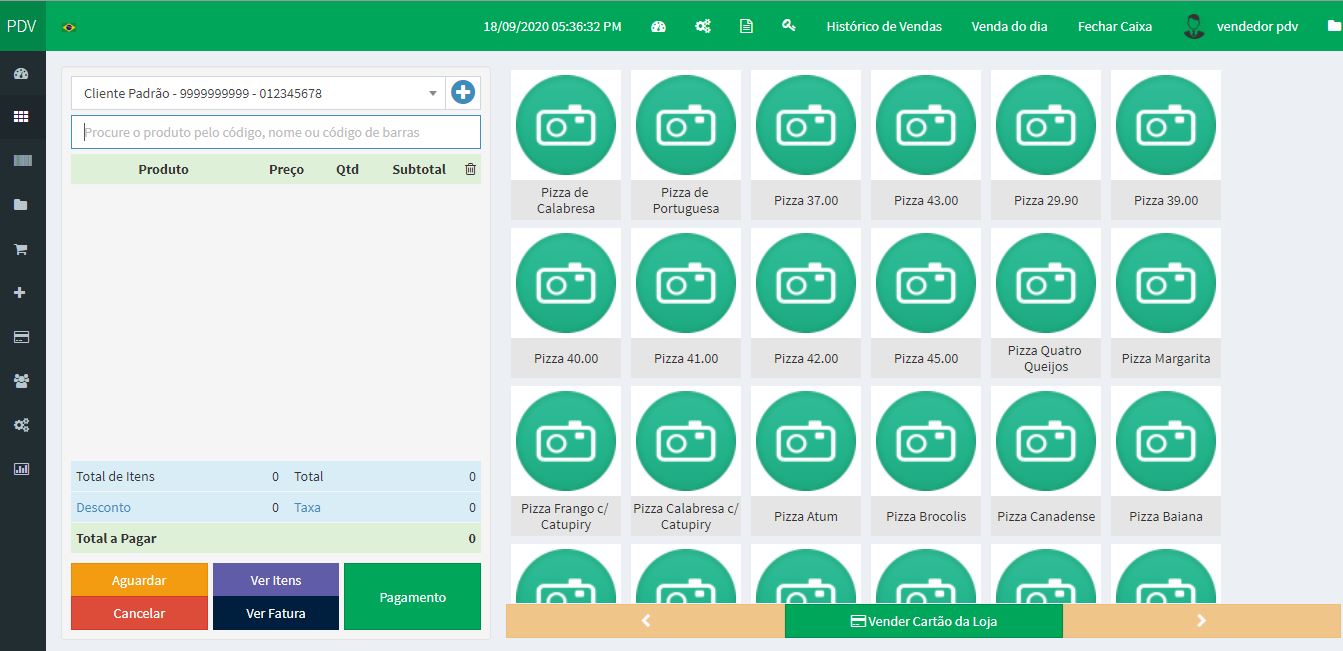 PDV
18/09/2020 05:36:32 PM
Histórico de Vendas
Venda do dia
Fechar Caixa
vendedor pdv
Cliente Padrão - 9999999999 - 012345678
Procure o produto pelo código, nome ou código de barras
Produto Preço Qtd Subtotal
Total de Itens 0 Total 0
Desconto 0 Taxa 0
Total a Pagar 0
Aguardar
Cancelar
Ver Itens
Ver Fatura
Pagamento
Pizza de
Calabresa
Pizza de
Portuguesa
Pizza 37.00
Pizza 43.00
Pizza 29.90
Pizza 39.00
Pizza 40.00
Pizza 41.00
Pizza 42.00
Pizza 45.00
Pizza Quatro
Queijos
Pizza Margarita
Pizza Frango c/
Catupiry
Pizza Calabresa c/
Catupiry
Pizza Atum
Pizza Brocolis
Pizza Canadense
Pizza Baiana
Vender Cartão da Loja